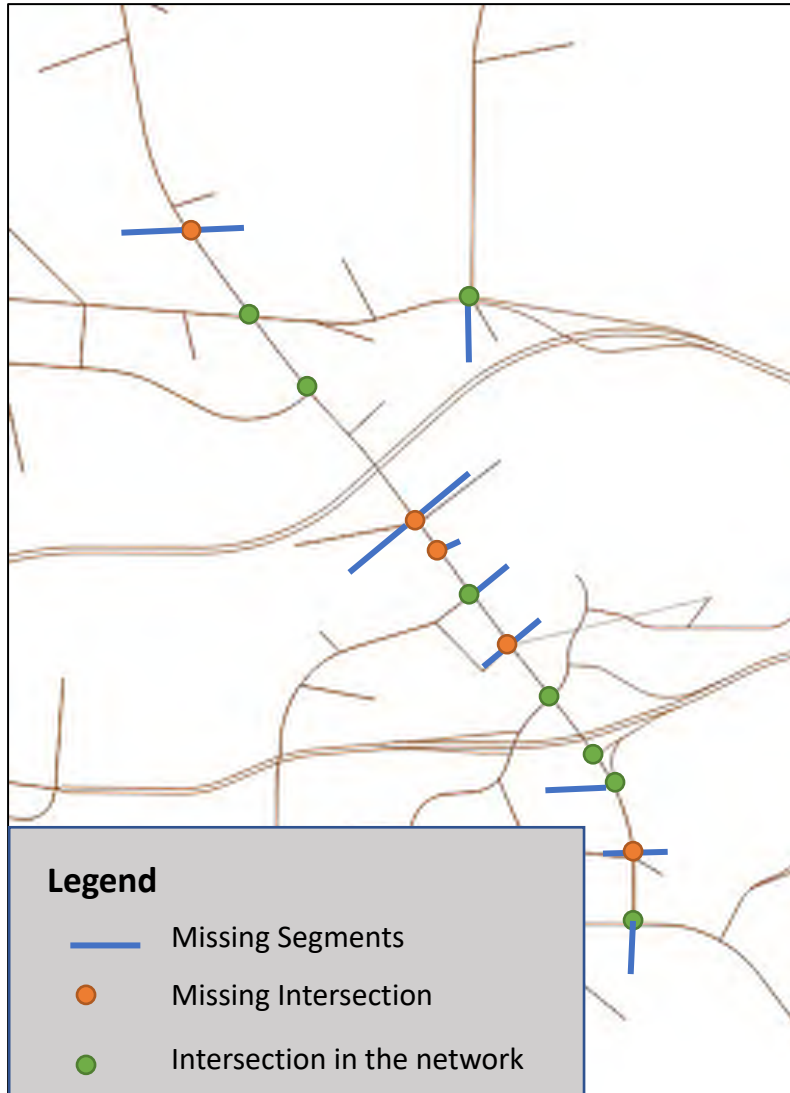 Legend
Missing Segments
Missing Intersection
Intersection in the network